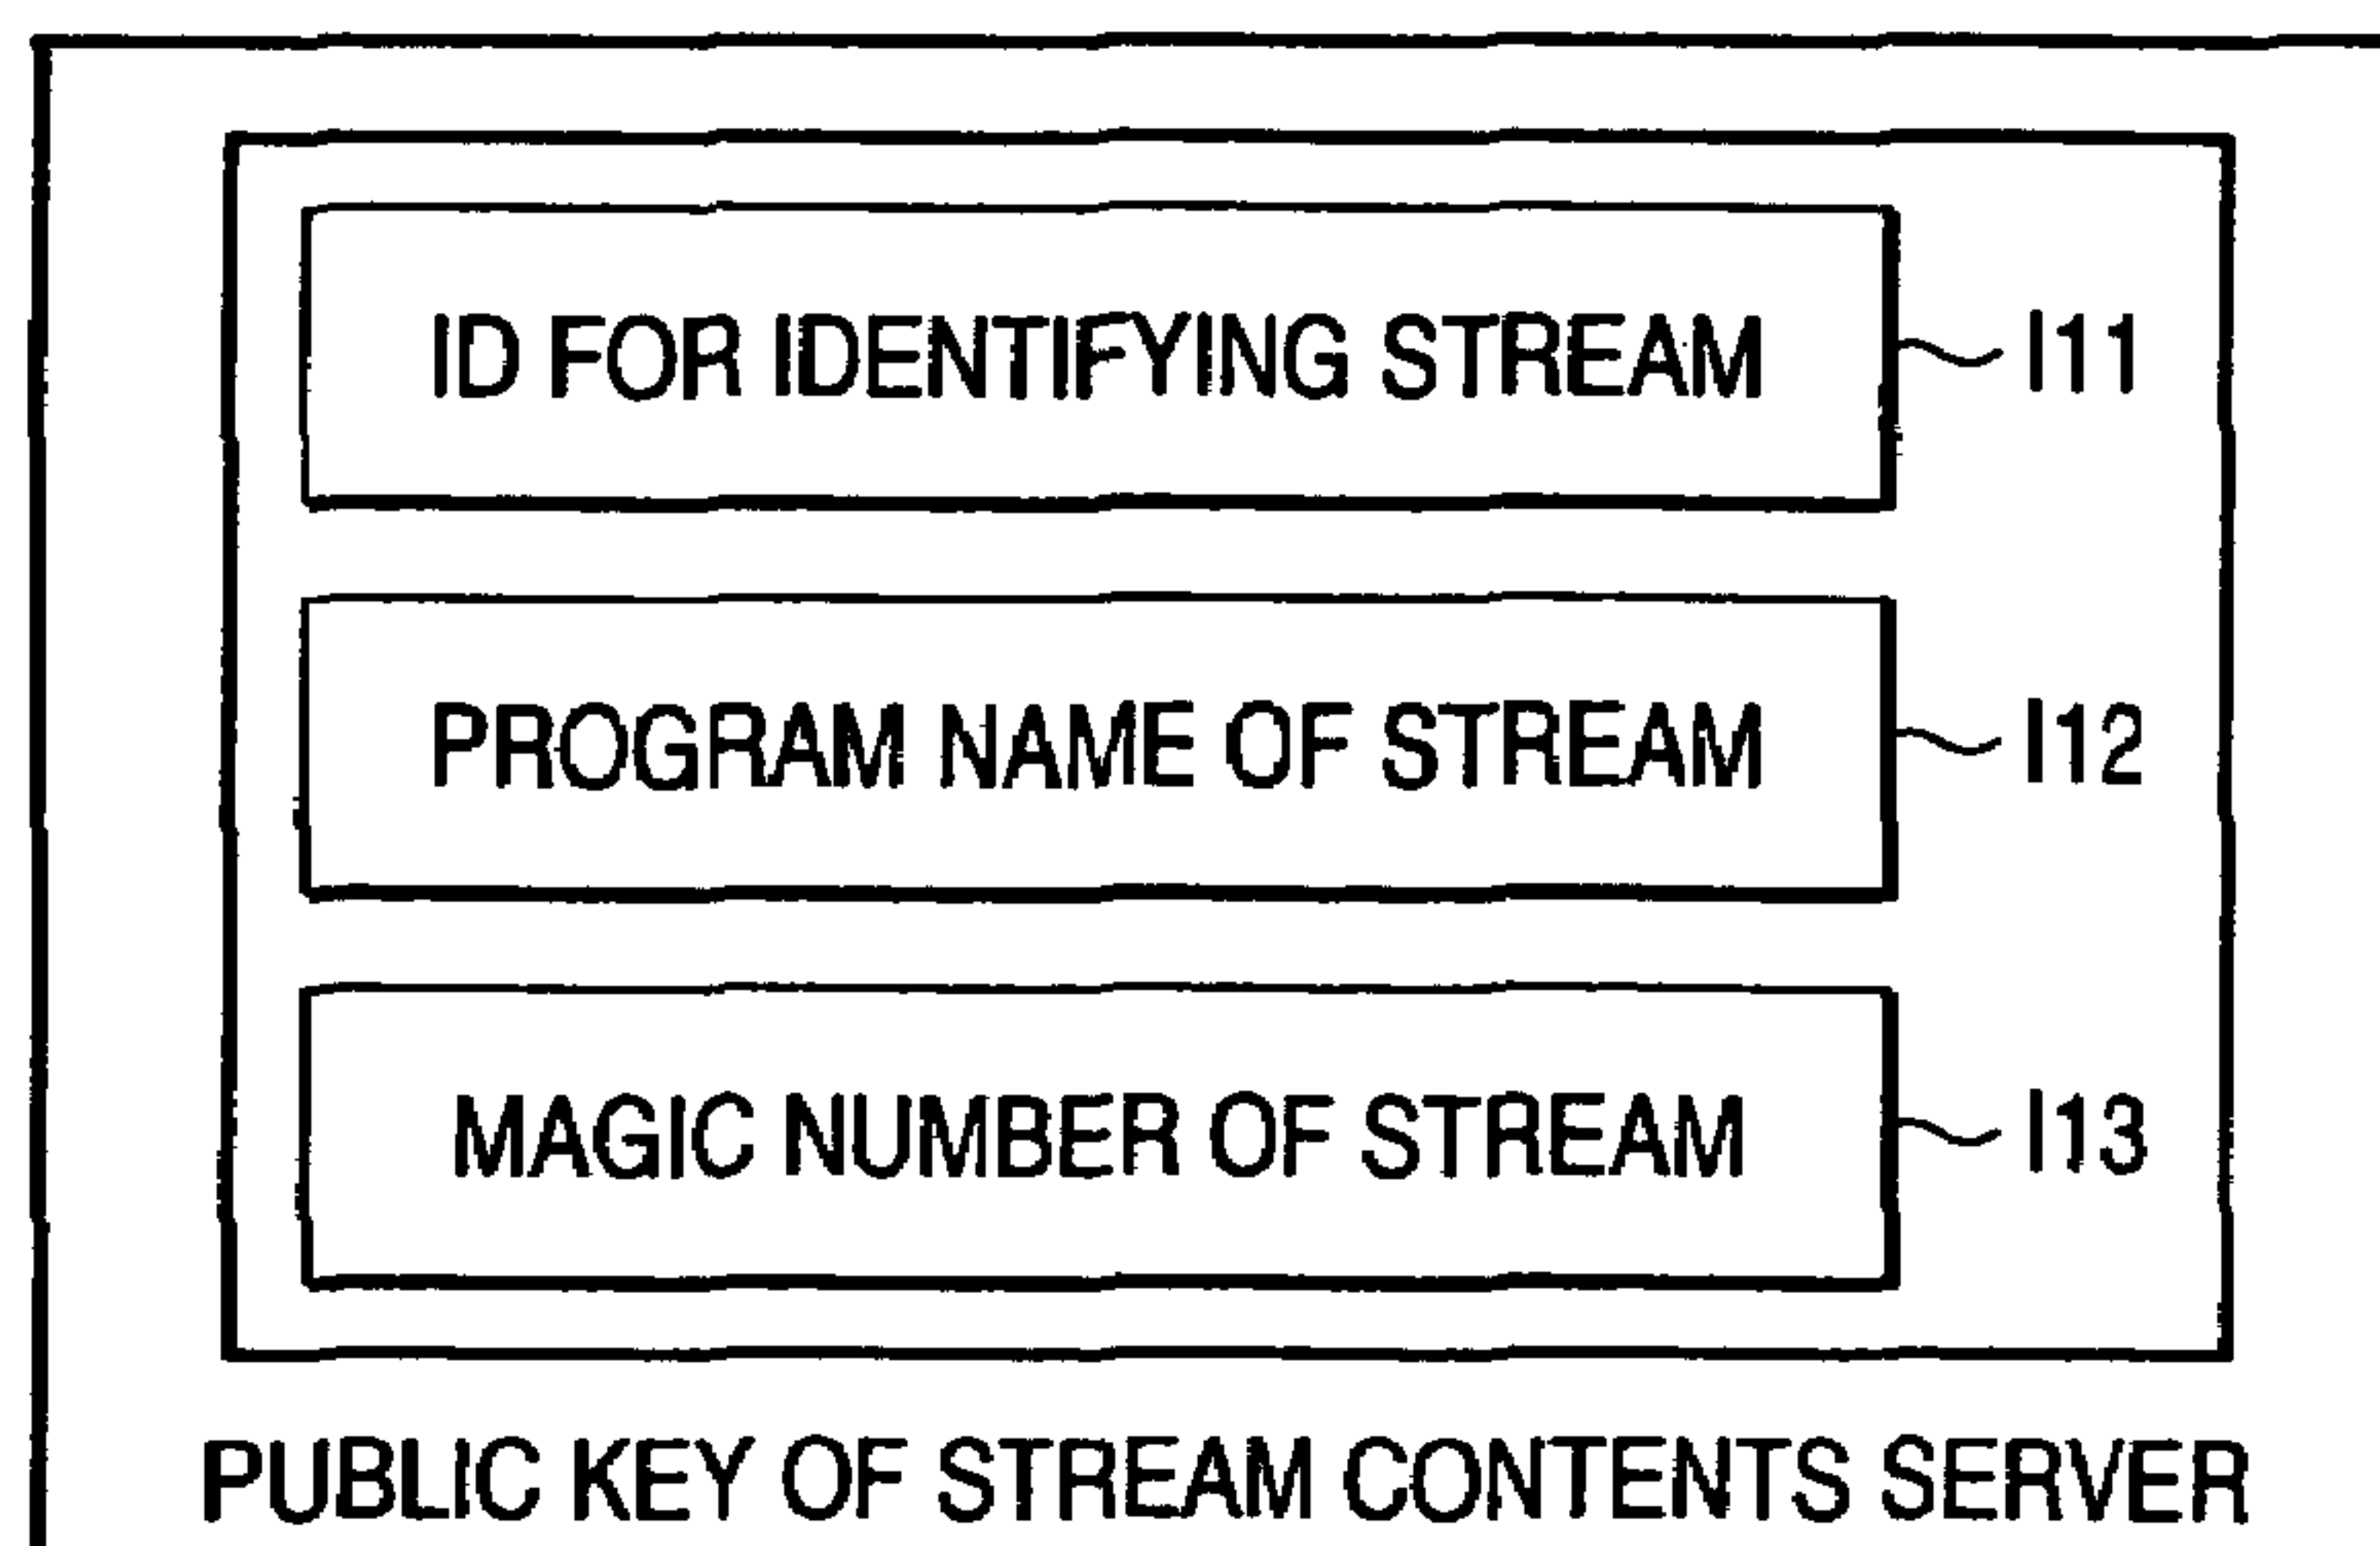 ID FOR IDENTIFYING STREAM I11
PROGRAM NAME OF STREAM I12
MAGIC NUMBER OF STREAM I13
PUBLIC KEY OF STREAM CONTENTS SERVER